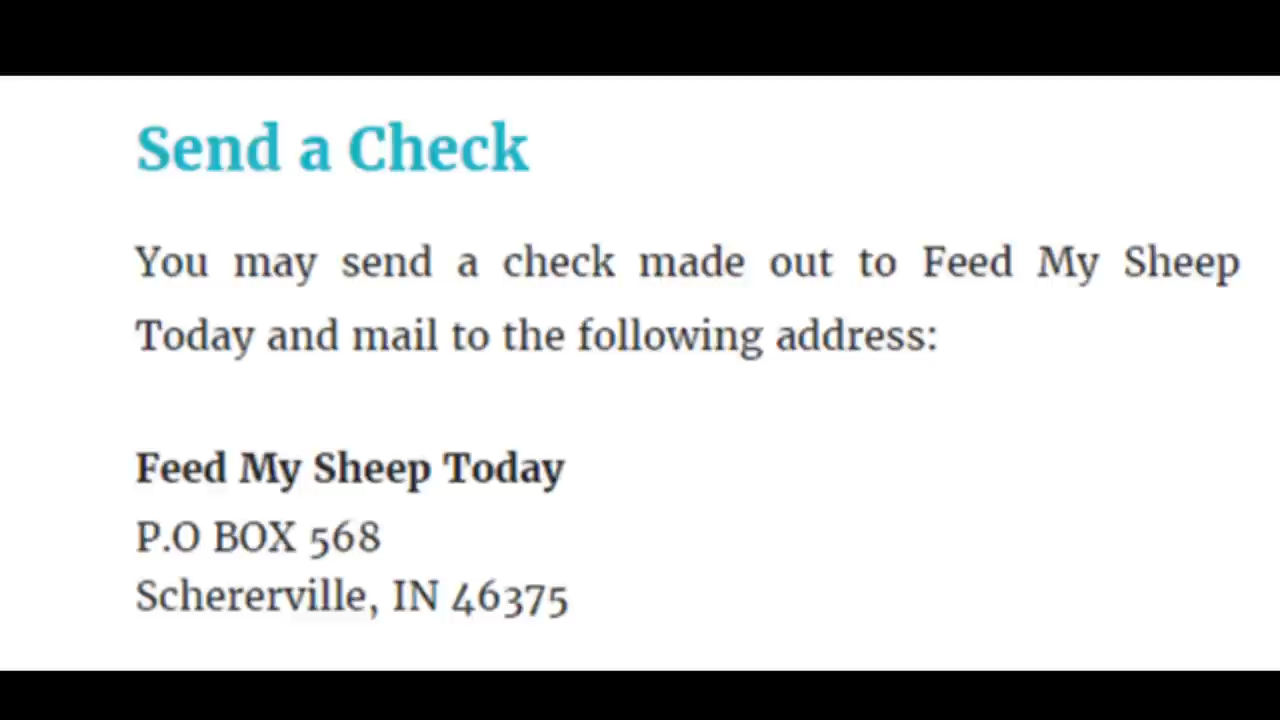 Send a Check
You may send a check made out to Feed My Sheep
Today and mail to the following address:
Feed My Sheep Today
P.O BOX 568
Schererville, IN 46375